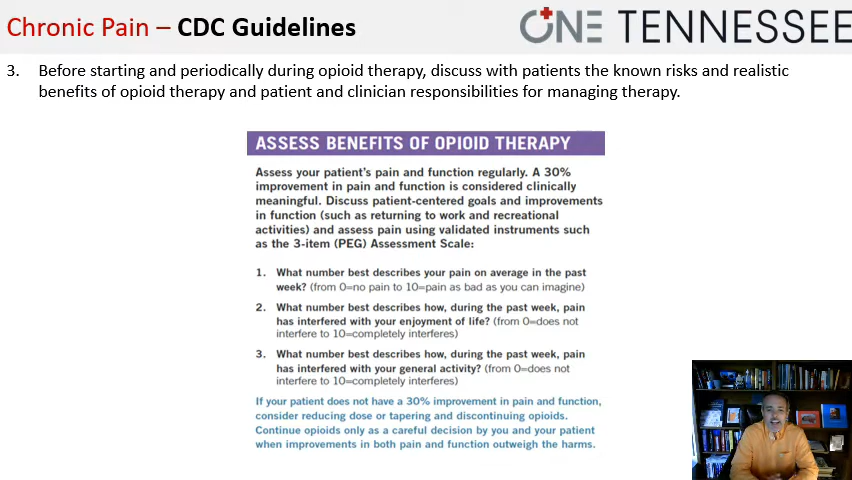 Chronic Pain – CDC Guidelines
ONE TENNESSEE
3. Before starting and periodically during opioid therapy, discuss with patients the known risks and realistic
benefits of opioid therapy and patient and clinician responsibilities for managing therapy.
ASSESS BENEFITS OF OPIOID THERAPY
Assess your patient's pain and function regularly. A 30%
improvement in pain and function is considered clinically
meaningful. Discuss patient-centered goals and improvements
in function (such as returning to work and recreational
activities) and assess pain using validated instruments such
as the 3-item (PEG) Assessment Scale:
1. What number best describes your pain on average in the past
week? (from 0=no pain to 10=pain as bad as you can imagine)
2. What number best describes how, during the past week, pain
has interfered with your enjoyment of life? (from 0=does not
interfere to 10=completely interferes)
3. What number best describes how, during the past week, pain
has interfered with your general activity? (from 0=does not
interfere to 10=completely interferes)
If your patient does not have a 30% improvement in pain and function,
consider reducing dose or tapering and discontinuing opioids.
Continue opioids only as a careful decision by you and your patient
when improvements in both pain and function outweigh the harms.